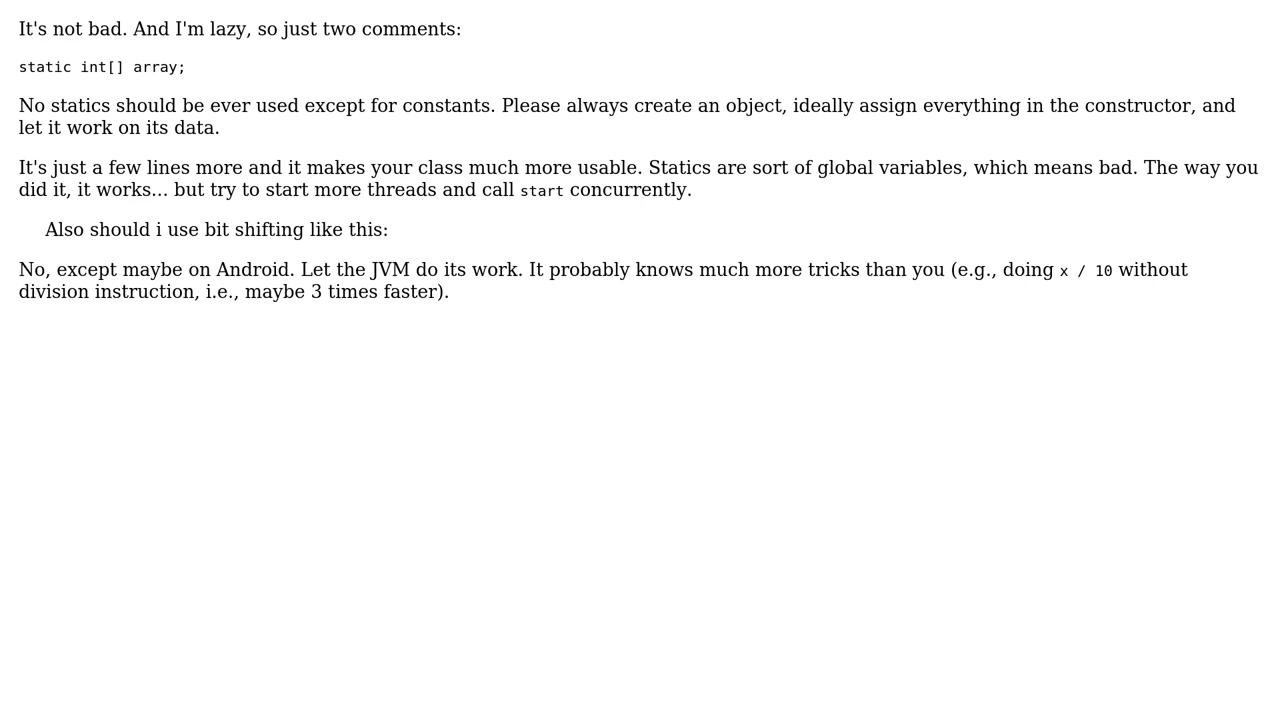 It's not bad. And I'm lazy, so just two comments:
static int[] array;
No statics should be ever used except for constants. Please always create an object, ideally assign everything in the constructor, and
let it work on its data.
It's just a few lines more and it makes your class much more usable. Statics are sort of global variables, which means bad. The way you
did it, it works... but try to start more threads and call start concurrently.
Also should i use bit shifting like this:
No, except maybe on Android. Let the JVM do its work. It probably knows much more tricks than you (e.g., doing x / 10 without
division instruction, i.e., maybe 3 times faster).